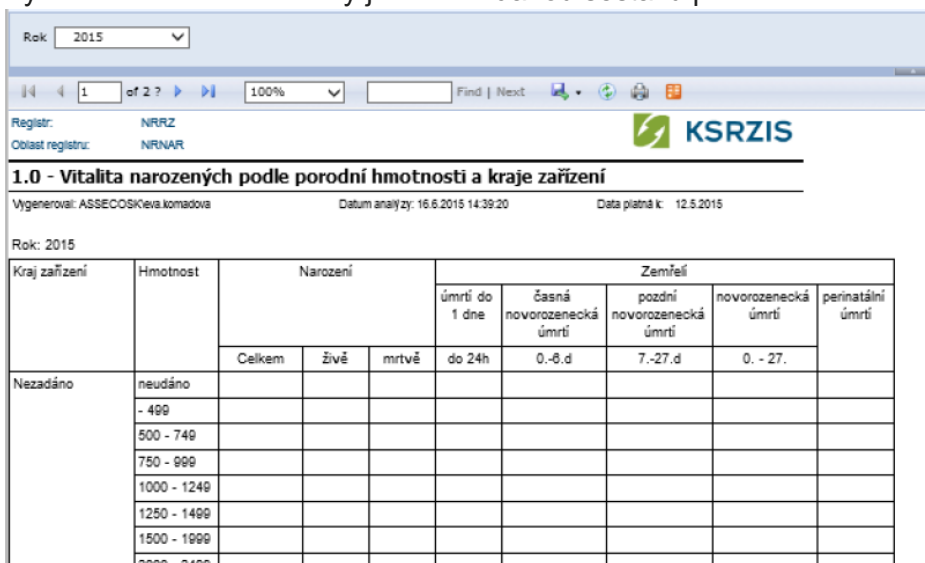 Rok 2015
1 of 2 ? 100% Find | Next
Registr: NRRZ
Oblast registru: NRNAR
KSRZIS
1.0 - Vitalita narozených podle porodní hmotnosti a kraje zařízení
Vygeneroval: ASSECOSK\eva.komadova Datum analýzy: 16.6.2015 14:39:20 Data platná k: 12.5.2015
Rok: 2015
Kraj zařízení Hmotnost Narození Zemřelí
úmrtí do 1 dne časná novorozenecká úmrtí pozdní novorozenecká úmrtí novorozenecká úmrtí perinatální úmrtí
Celkem živě mrtvě do 24h 0.-6.d 7.-27.d 0. - 27.
Nezadáno neudáno
- 499
500 - 749
750 - 999
1000 - 1249
1250 - 1499
1500 - 1999